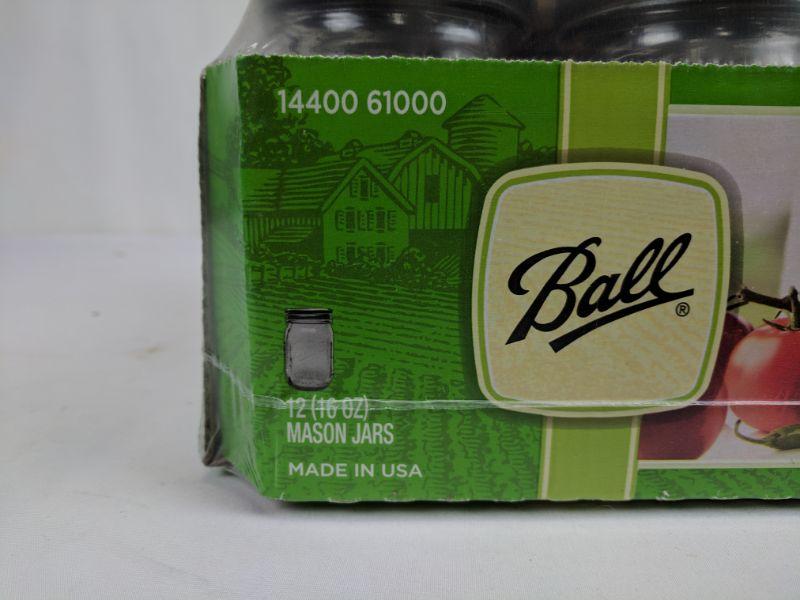 14400 61000
Ball®
12 (16 OZ)
MASON JARS
MADE IN USA